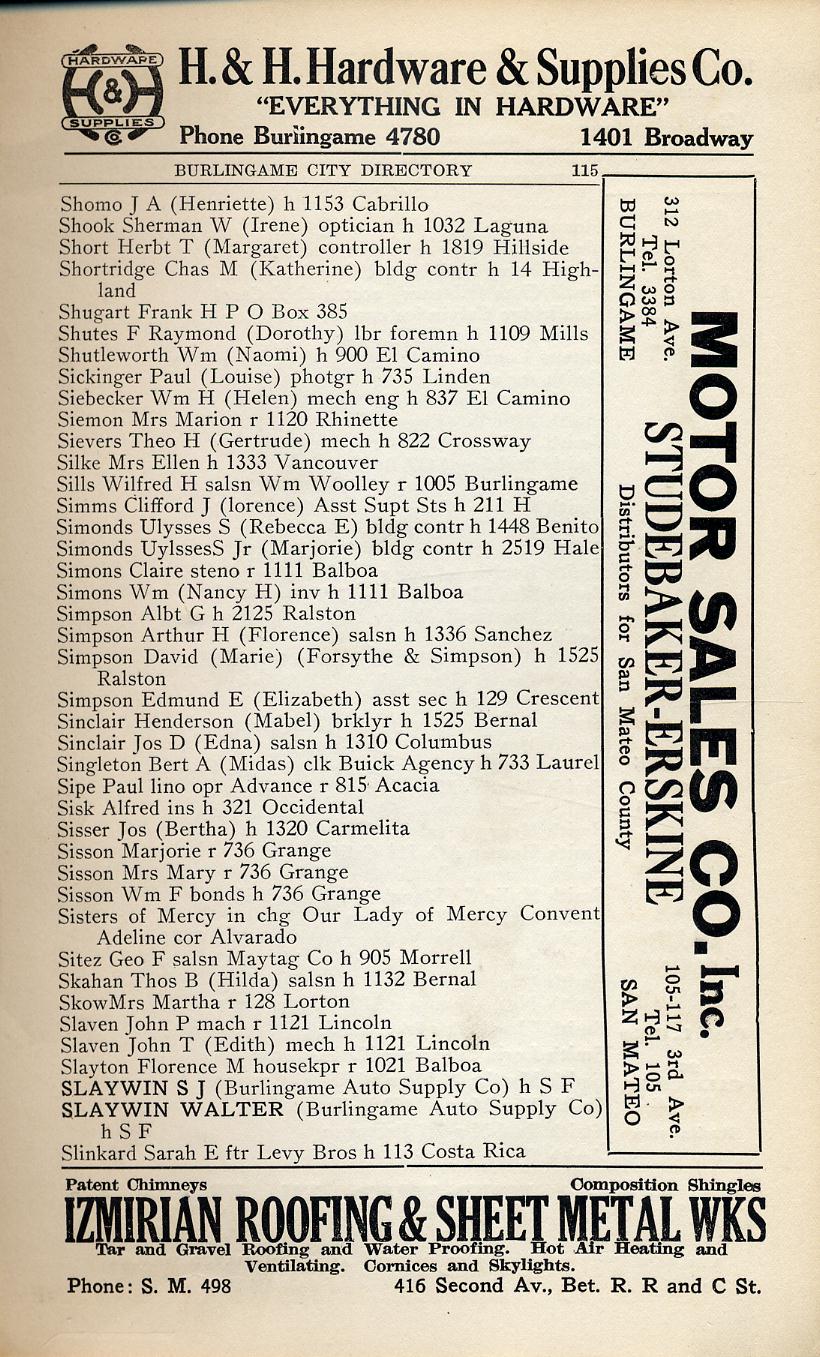 HARDWARE
H&H
SUPPLIES
Co
H. & H. Hardware & Supplies Co.
"EVERYTHING IN HARDWARE"
Phone Burlingame 4780 1401 Broadway
BURLINGAME CITY DIRECTORY 115
Shomo J A (Henriette) h 1153 Cabrillo
Shook Sherman W (Irene) optician h 1032 Laguna
Short Herbt T (Margaret) controller h 1819 Hillside
Shortridge Chas M (Katherine) bldg contr h 14 High-
land
Shugart Frank H P O Box 385
Shutes F Raymond (Dorothy) lbr foremn h 1109 Mills
Shutleworth Wm (Naomi) h 900 El Camino
Sickinger Paul (Louise) photgr h 735 Linden
Siebecker Wm H (Helen) mech eng h 837 El Camino
Siemon Mrs Marion r 1120 Rhinette
Sievers Theo H (Gertrude) mech h 822 Crossway
Silke Mrs Ellen h 1333 Vancouver
Sills Wilfred H salsn Wm Woolley r 1005 Burlingame
Simms Clifford J (lorence) Asst Supt Sts h 211 H
Simonds Ulysses S (Rebecca E) bldg contr h 1448 Benito
Simonds UylssesS Jr (Marjorie) bldg contr h 2519 Hale
Simons Claire steno r 1111 Balboa
Simons Wm (Nancy H) inv h 1111 Balboa
Simpson Albt G h 2125 Ralston
Simpson Arthur H (Florence) salsn h 1336 Sanchez
Simpson David (Marie) (Forsythe & Simpson) h 1525
Ralston
Simpson Edmund E (Elizabeth) asst sec h 129 Crescent
Sinclair Henderson (Mabel) brklyr h 1525 Bernal
Sinclair Jos D (Edna) salsn h 1310 Columbus
Singleton Bert A (Midas) clk Buick Agency h 733 Laurel
Sipe Paul lino opr Advance r 815 Acacia
Sisk Alfred ins h 321 Occidental
Sisser Jos (Bertha) h 1320 Carmelita
Sisson Marjorie r 736 Grange
Sisson Mrs Mary r 736 Grange
Sisson Wm F bonds h 736 Grange
Sisters of Mercy in chg Our Lady of Mercy Convent
Adeline cor Alvarado
Sitez Geo F salsn Maytag Co h 905 Morrell
Skahan Thos B (Hilda) salsn h 1132 Bernal
SkowMrs Martha r 128 Lorton
Slaven John P mach r 1121 Lincoln
Slaven John T (Edith) mech h 1121 Lincoln
Slayton Florence M housekpr r 1021 Balboa
SLAYWIN S J (Burlingame Auto Supply Co) h S F
SLAYWIN WALTER (Burlingame Auto Supply Co)
h S F
Slinkard Sarah E ftr Levy Bros h 113 Costa Rica
MOTOR SALES CO. Inc.
STUDEBAKER-ERSKINE
Distributors for San Mateo County
312 Lorton Ave.
Tel. 3384
BURLINGAME
105-117 3rd Ave.
Tel. 105
SAN MATEO
Patent Chimneys Composition Shingles
IZMIRIAN ROOFING & SHEET METAL WKS
Tar and Gravel Roofing and Water Proofing. Hot Air Heating and
Ventilating. Cornices and Skylights.
Phone: S. M. 498 416 Second Av., Bet. R. R and C St.